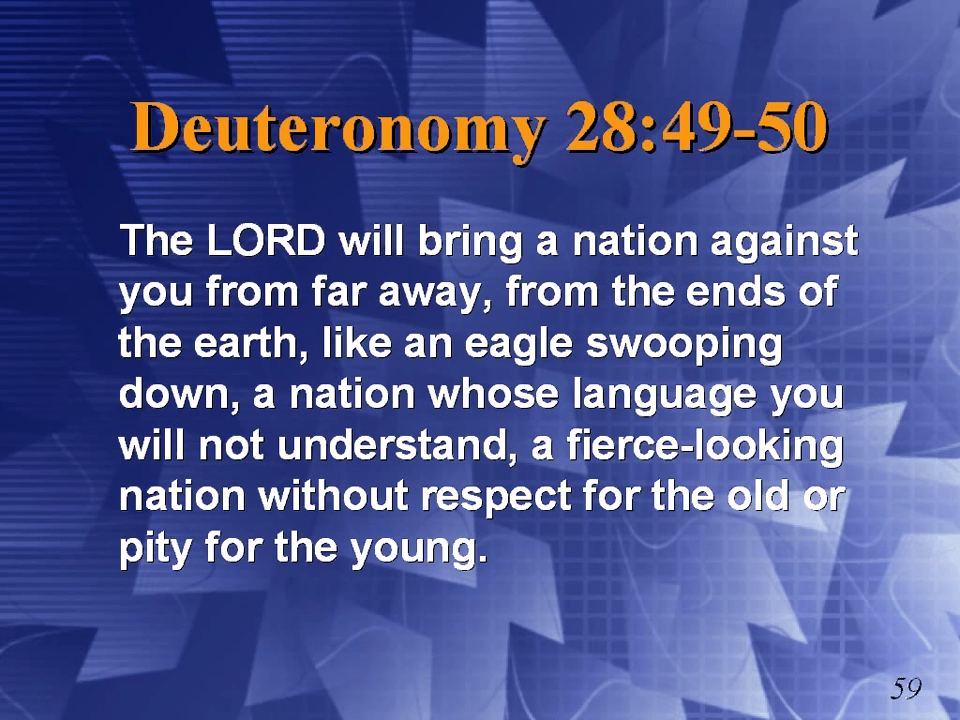 Deuteronomy 28:49-50
The LORD will bring a nation against
you from far away, from the ends of
the earth, like an eagle swooping
down, a nation whose language you
will not understand, a fierce-looking
nation without respect for the old or
pity for the young.
59